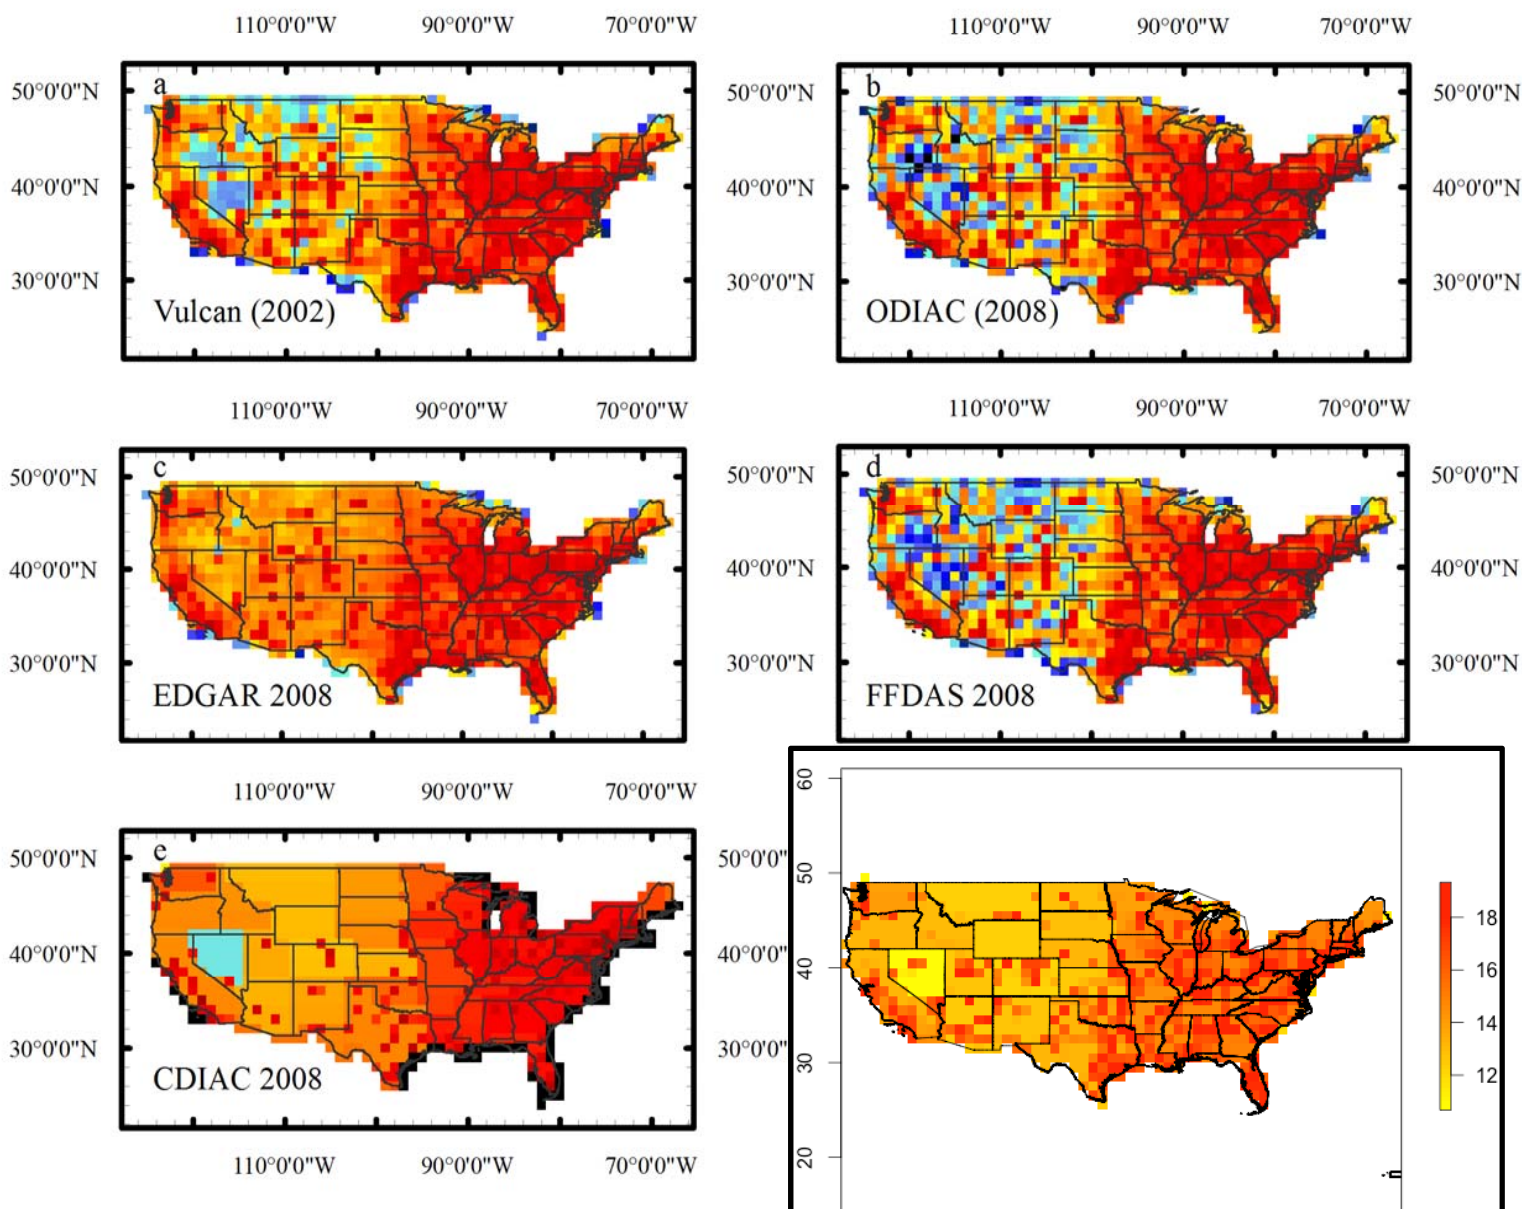 110°0'0"W 90°0'0"W 70°0'0"W 110°0'0"W 90°0'0"W 70°0'0"W
a b
50°0'0"N 50°0'0"N 50°0'0"N
40°0'0"N 40°0'0"N 40°0'0"N
30°0'0"N 30°0'0"N 30°0'0"N
Vulcan (2002) ODIAC (2008)
110°0'0"W 90°0'0"W 70°0'0"W 110°0'0"W 90°0'0"W 70°0'0"W
c d
50°0'0"N 50°0'0"N 50°0'0"N
40°0'0"N 40°0'0"N 40°0'0"N
30°0'0"N 30°0'0"N 30°0'0"N
EDGAR 2008 FFDAS 2008
110°0'0"W 90°0'0"W 70°0'0"W
e
50°0'0"N 50°0'0"
40°0'0"N 40°0'0"
30°0'0"N 30°0'0"
CDIAC 2008
110°0'0"W 90°0'0"W 70°0'0"W
60
50
40
30
20
18
16
14
12